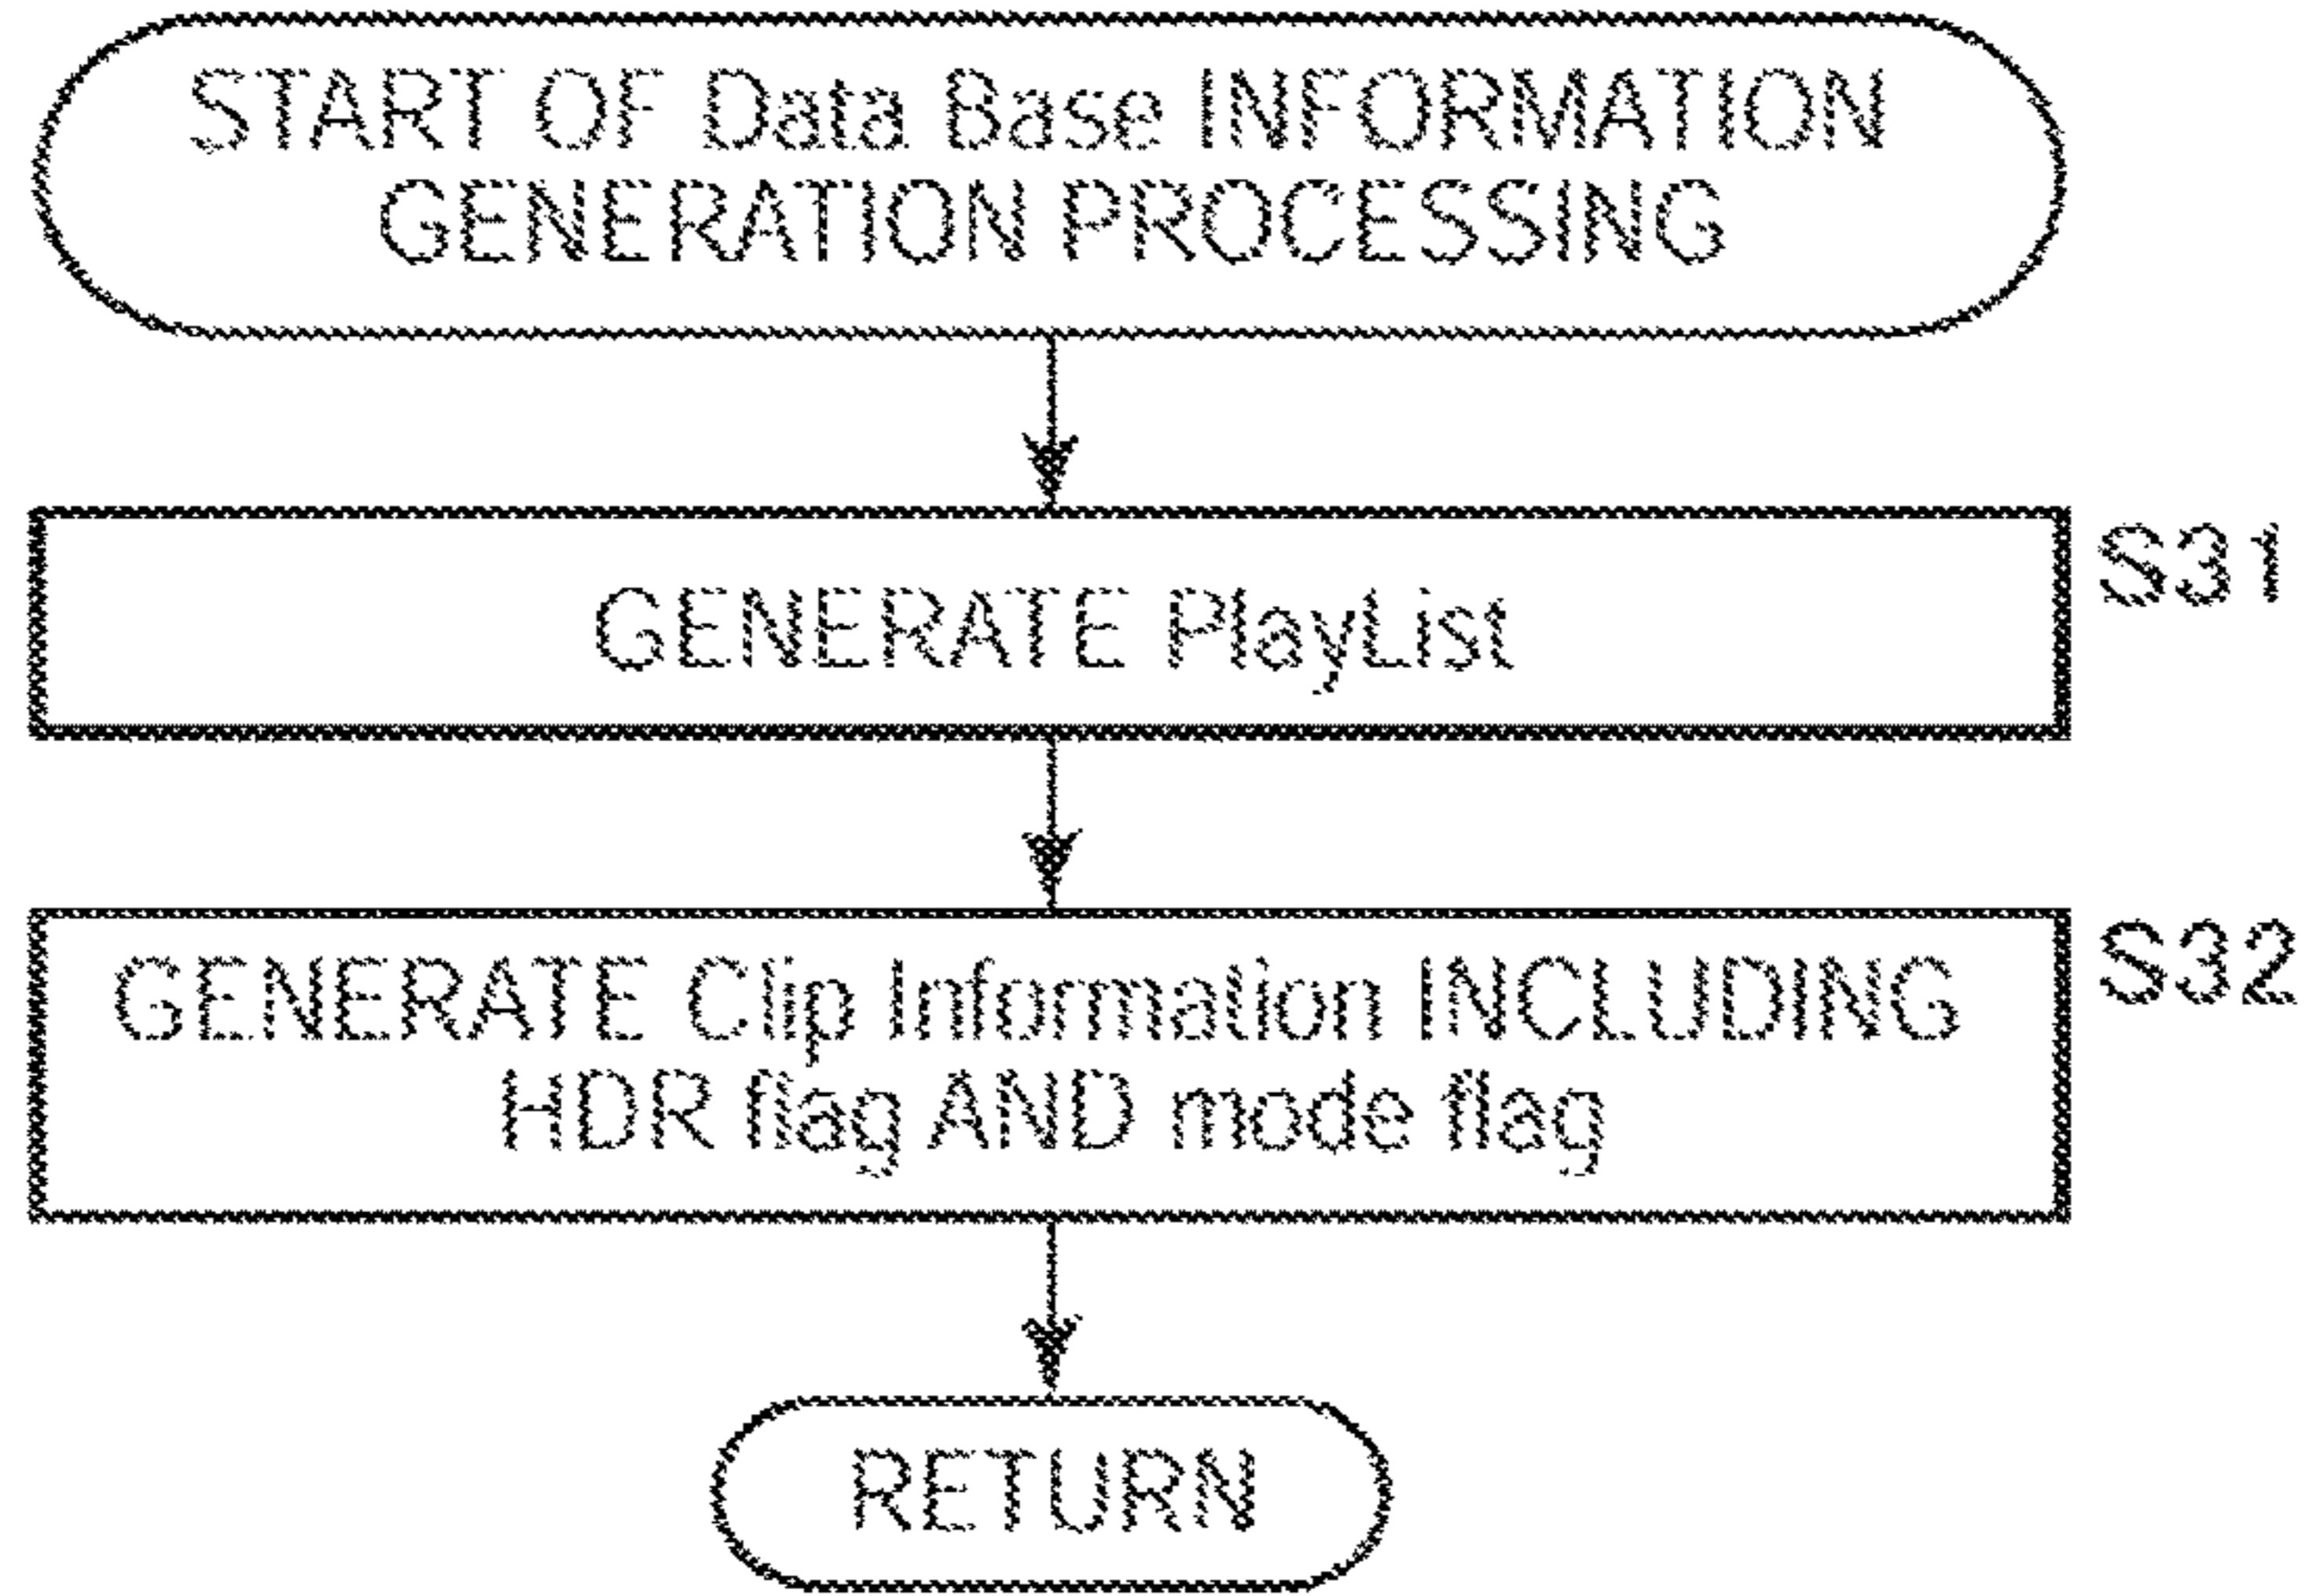 START OF Data Base INFORMATION
GENERATION PROCESSING
GENERATE PlayList
S31
GENERATE Clip Information INCLUDING
HDR flag AND mode flag
S32
RETURN